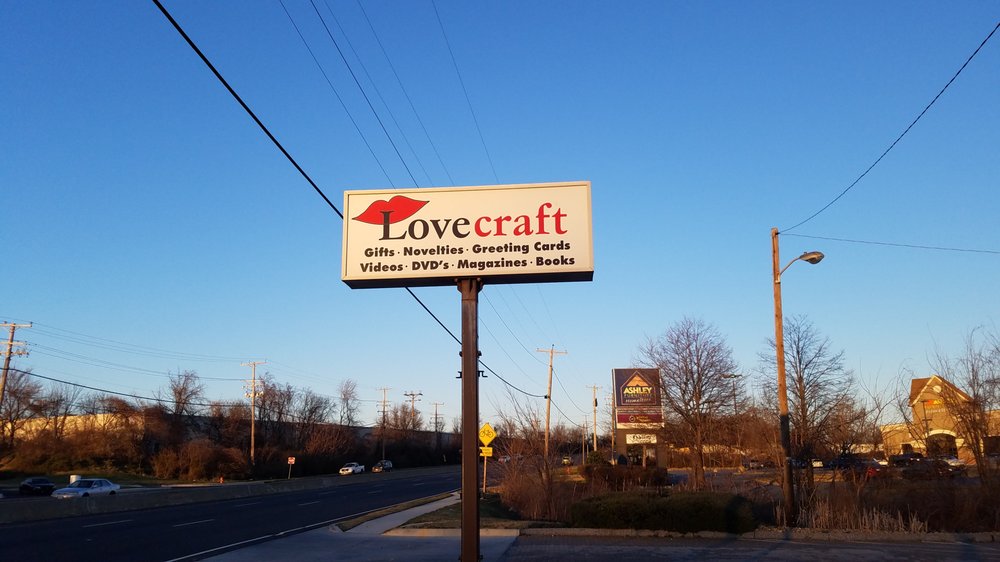 Lovecraft
Gifts · Novelties · Greeting Cards
Videos · DVD's · Magazines · Books
ASHLEY